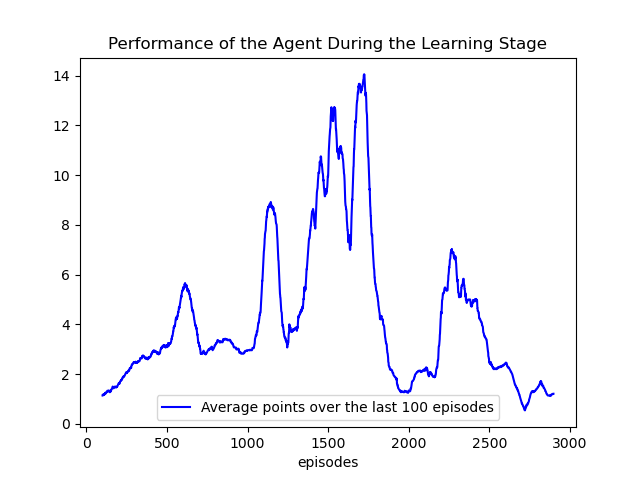 Performance of the Agent During the Learning Stage
14
12
10
8
6
4
2
0
Average points over the last 100 episodes
0 500 1000 1500 2000 2500 3000
episodes